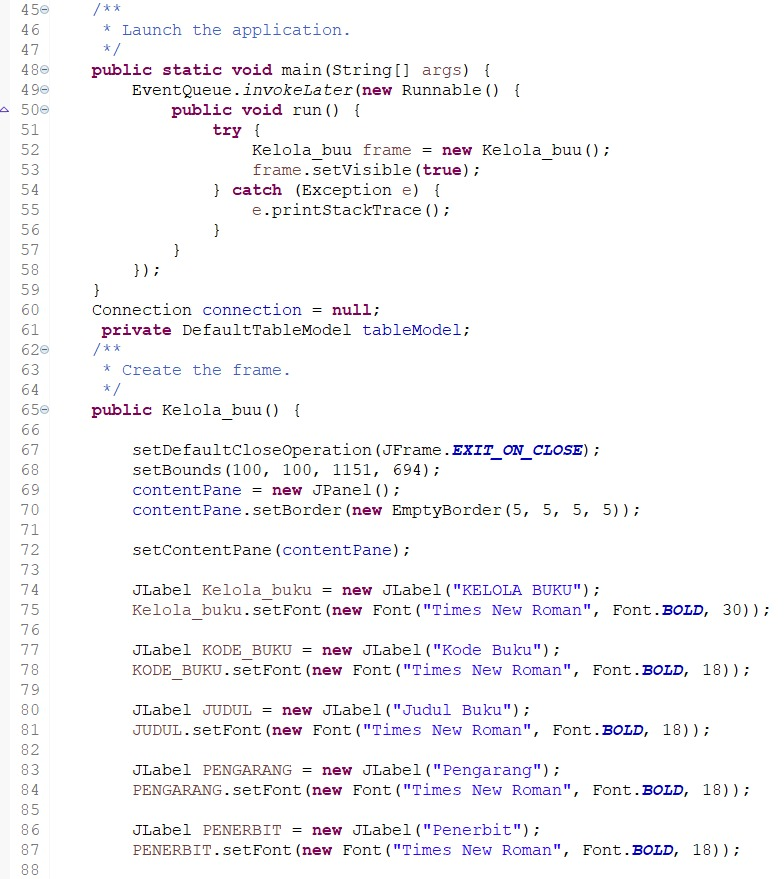 45 /**
46 * Launch the application.
47 */
48 public static void main(String[] args) {
49 EventQueue.invokeLater(new Runnable() {
50 public void run() {
51 try {
52 Kelola_buu frame = new Kelola_buu();
53 frame.setVisible(true);
54 } catch (Exception e) {
55 e.printStackTrace();
56 }
57 }
58 });
59 }
60 Connection connection = null;
61 private DefaultTableModel tableModel;
62 /**
63 * Create the frame.
64 */
65 public Kelola_buu() {
66
67 setDefaultCloseOperation(JFrame.EXIT_ON_CLOSE);
68 setBounds(100, 100, 1151, 694);
69 contentPane = new JPanel();
70 contentPane.setBorder(new EmptyBorder(5, 5, 5, 5));
71
72 setContentPane(contentPane);
73
74 JLabel Kelola_buku = new JLabel("KELOLA BUKU");
75 Kelola_buku.setFont(new Font("Times New Roman", Font.BOLD, 30));
76
77 JLabel KODE_BUKU = new JLabel("Kode Buku");
78 KODE_BUKU.setFont(new Font("Times New Roman", Font.BOLD, 18));
79
80 JLabel JUDUL = new JLabel("Judul Buku");
81 JUDUL.setFont(new Font("Times New Roman", Font.BOLD, 18));
82
83 JLabel PENGARANG = new JLabel("Pengarang");
84 PENGARANG.setFont(new Font("Times New Roman", Font.BOLD, 18));
85
86 JLabel PENERBIT = new JLabel("Penerbit");
87 PENERBIT.setFont(new Font("Times New Roman", Font.BOLD, 18));
88